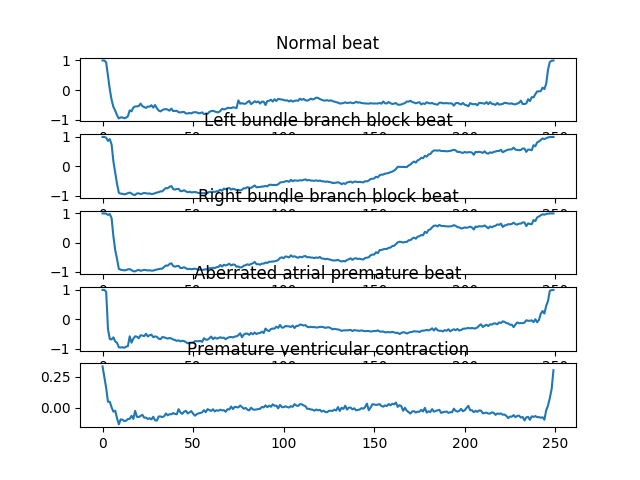 Normal beat
1
0
−1
Left bundle branch block beat
1
0
−1
Right bundle branch block beat
1
0
−1
Aberrated atrial premature beat
1
0
−1
Premature ventricular contraction
0.25
0.00
0 50 100 150 200 250